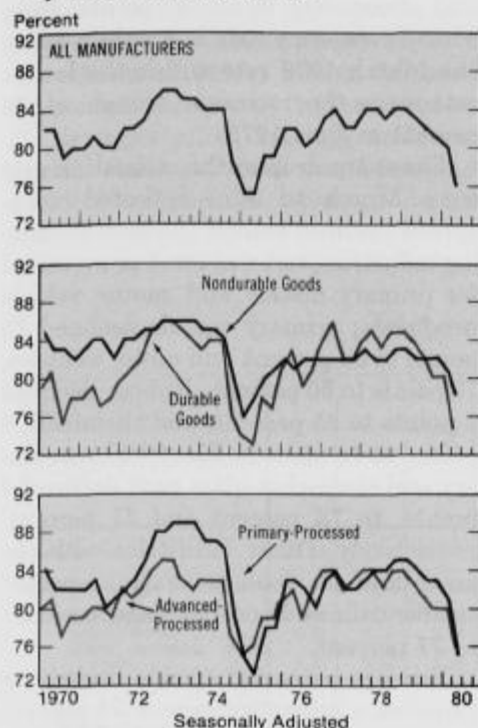 Percent
92
ALL MANUFACTURERS
88
84
80
76
72
92
Nondurable Goods
88
84
80
Durable
Goods
76
72
92
Primary-Processed
88
84
80
Advanced-
Processed
76
72
1970 72 74 76 78 80
Seasonally Adjusted